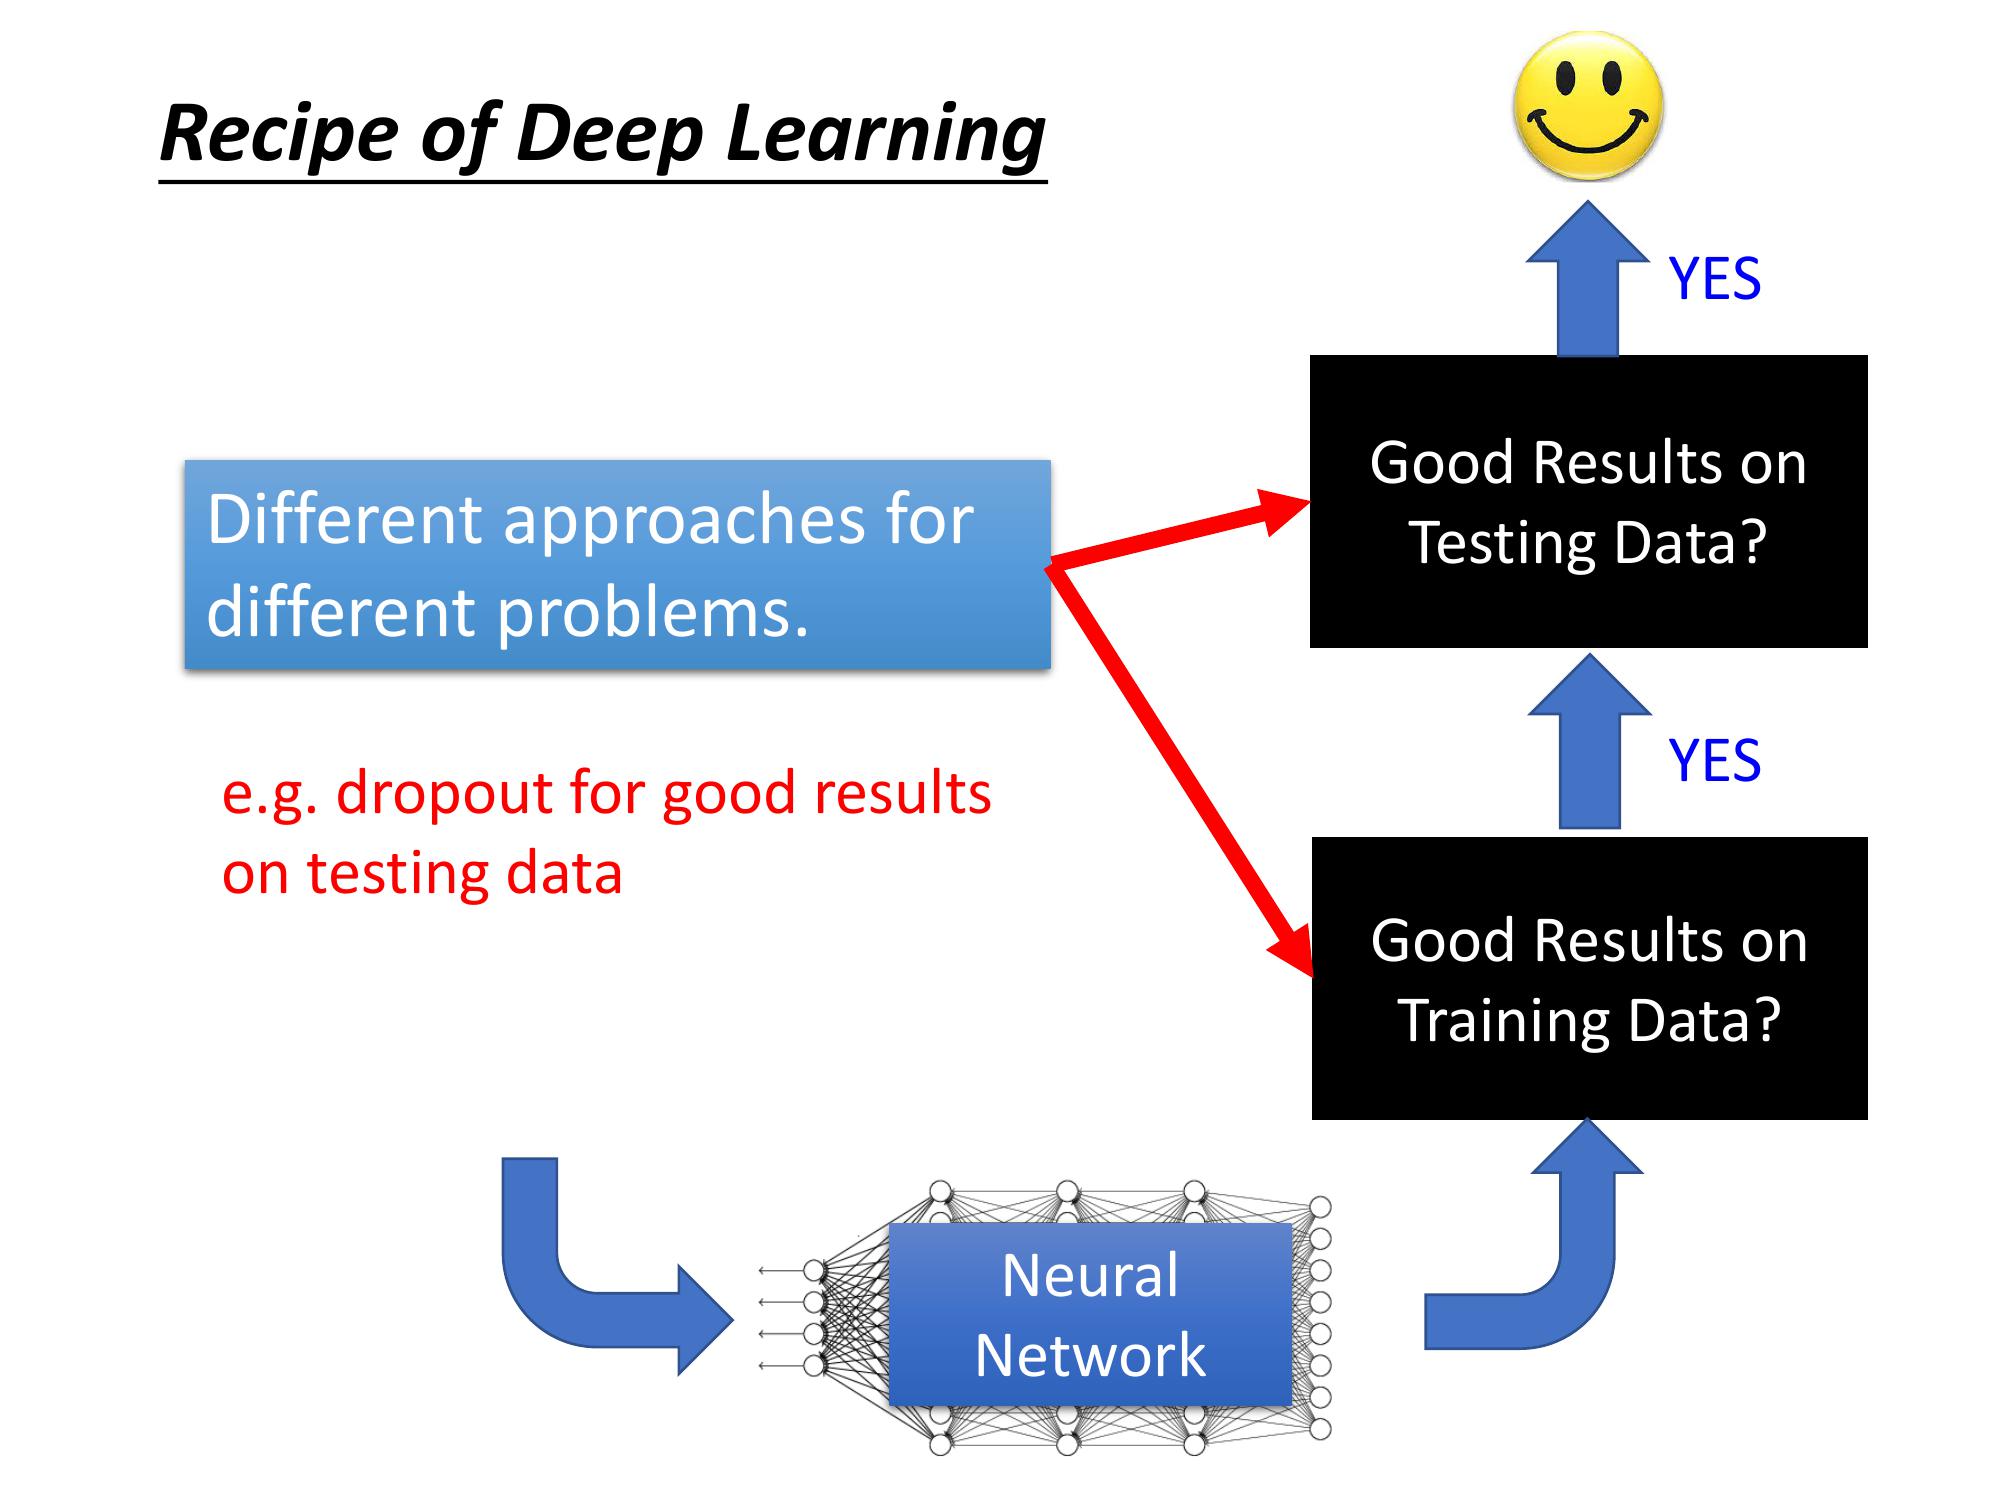 Recipe of Deep Learning
YES
Good Results on
Testing Data?
Different approaches for
different problems.
YES
e.g. dropout for good results
on testing data
Good Results on
Training Data?
Neural
Network